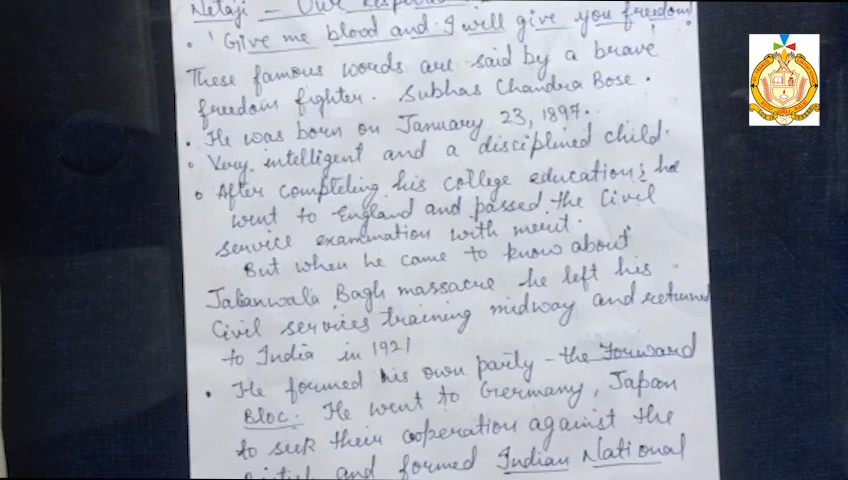 Netaji - Our
• 'Give me blood and I will give you freedom'.
These famous words are said by a brave
freedom fighter. Subhas Chandra Bose.
• He was born on January 23, 1897.
• Very intelligent and a disciplined child.
• After completing his college education, he
went to England and passed the Civil
service examination with merit.
But when he came to know about
Jalianwala Bagh massacre he left his
Civil services training midway and returned
to India in 1921
• He formed his own party - the Forward
Bloc. He went to Germany, Japan
to seek their cooperation against the
and formed Indian National